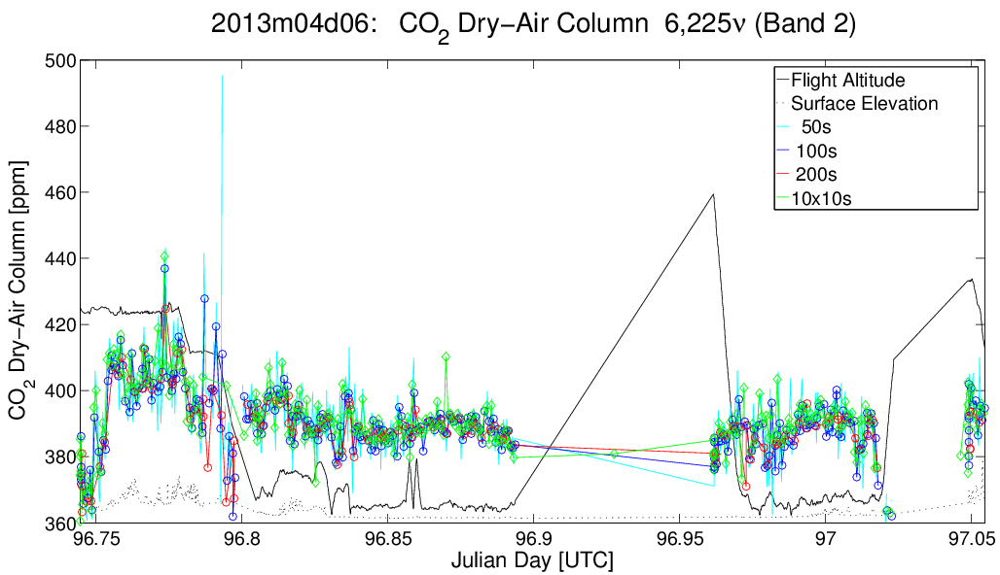 2013m04d06: CO2 Dry−Air Column 6,225ν (Band 2)
CO2 Dry−Air Column [ppm]
500
480
460
440
420
400
380
360
Flight Altitude
Surface Elevation
50s
100s
200s
10x10s
96.75 96.8 96.85 96.9 96.95 97 97.05
Julian Day [UTC]